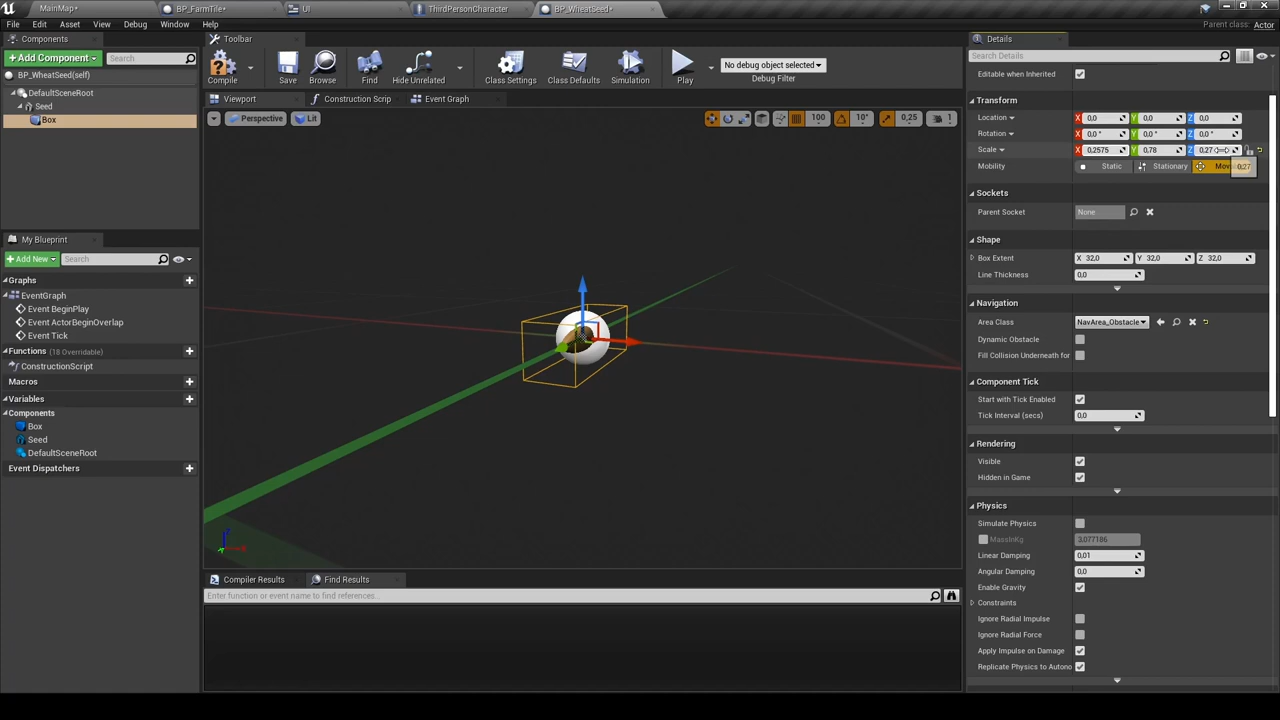 MainMap*
BP_FarmTile*
UI
ThirdPersonCharacter
BP_WheatSeed*
File Edit Asset View Debug Window Help
Parent class: Actor
Components
Toolbar
Details
+Add Component
Search
Compile
Save
Browse
Find
Hide Unrelated
Class Settings
Class Defaults
Simulation
Play
No debug object selected
Debug Filter
Search Details
BP_WheatSeed(self)
DefaultSceneRoot
Seed
Box
Viewport
Construction Scrip
Event Graph
Perspective
Lit
100
10°
0,25
1
Editable when Inherited
Transform
Location X 0,0 Y 0,0 Z 0,0
Rotation X 0,0 ° Y 0,0 ° Z 0,0 °
Scale X 0,2575 Y 0,78 Z 0,27
Mobility Static Stationary Mov
0,27
Sockets
Parent Socket None
Shape
Box Extent X 32,0 Y 32,0 Z 32,0
Line Thickness 0,0
Navigation
Area Class NavArea_Obstacle
Dynamic Obstacle
Fill Collision Underneath for
Component Tick
Start with Tick Enabled
Tick Interval (secs) 0,0
Rendering
Visible
Hidden in Game
Physics
Simulate Physics
MassInKg 3,077186
Linear Damping 0,01
Angular Damping 0,0
Enable Gravity
Constraints
Ignore Radial Impulse
Ignore Radial Force
Apply Impulse on Damage
Replicate Physics to Autono
My Blueprint
+Add New
Search
Graphs
EventGraph
Event BeginPlay
Event ActorBeginOverlap
Event Tick
Functions (18 Overridable)
ConstructionScript
Macros
Variables
Components
Box
Seed
DefaultSceneRoot
Event Dispatchers
Compiler Results
Find Results
Enter function or event name to find references...